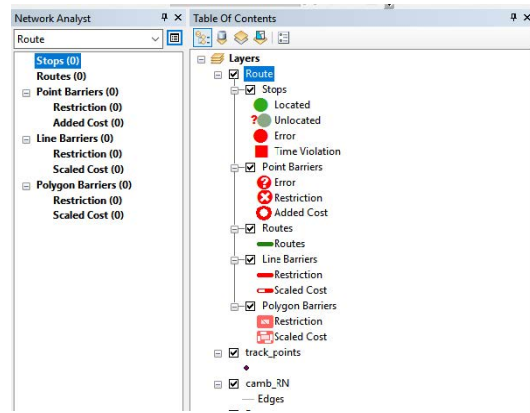 Network Analyst
Route
Stops (0)
Routes (0)
Point Barriers (0)
Restriction (0)
Added Cost (0)
Line Barriers (0)
Restriction (0)
Scaled Cost (0)
Polygon Barriers (0)
Restriction (0)
Scaled Cost (0)
Table Of Contents
Layers
Route
Stops
Located
? Unlocated
Error
Time Violation
Point Barriers
? Error
Restriction
Added Cost
Routes
Routes
Line Barriers
Restriction
Scaled Cost
Polygon Barriers
Restriction
Scaled Cost
track_points
camb_RN
Edges